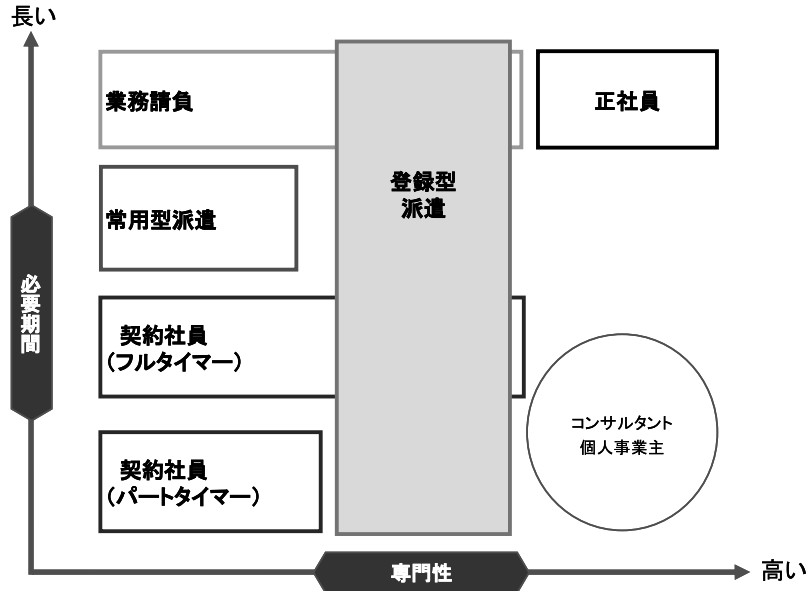 長い
業務請負
正社員
登録型
派遣
常用型派遣
必要期間
契約社員
(フルタイマー)
コンサルタント
個人事業主
契約社員
(パートタイマー)
専門性
高い